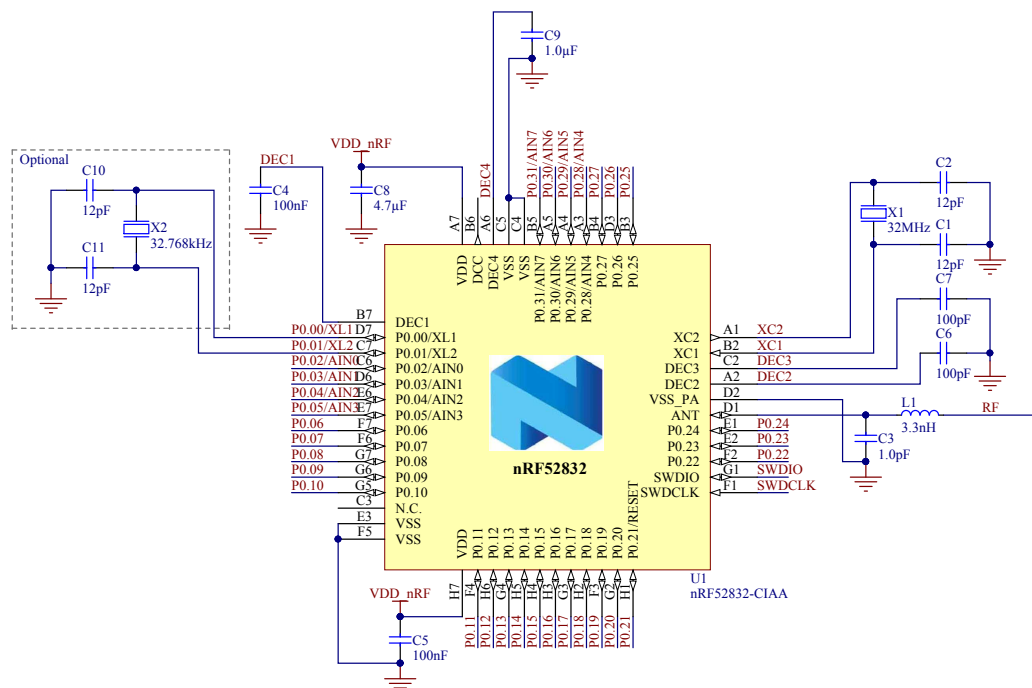 C9
1.0µF
VDD_nRF
Optional
DEC1
C10
12pF
X2
32.768kHz
C11
12pF
C4
100nF
C8
4.7µF
DEC4
P0.31/AIN7
P0.30/AIN6
P0.29/AIN5
P0.28/AIN4
P0.27
P0.26
P0.25
A7
B6
A6
C5
C4
B5
A5
A4
A3
B4
D3
B3
VDD
DCC
DEC4
VSS
VSS
P0.31/AIN7
P0.30/AIN6
P0.29/AIN5
P0.28/AIN4
P0.27
P0.26
P0.25
C2
12pF
X1
32MHz
C1
12pF
C7
100pF
C6
100pF
B7 DEC1
P0.00/XL1 D7 P0.00/XL1
P0.01/XL2 C7 P0.01/XL2
P0.02/AIN0 C6 P0.02/AIN0
P0.03/AIN1 D6 P0.03/AIN1
P0.04/AIN2 E6 P0.04/AIN2
P0.05/AIN3 E7 P0.05/AIN3
P0.06 F7 P0.06
P0.07 F6 P0.07
P0.08 G7 P0.08
P0.09 G6 P0.09
P0.10 G5 P0.10
C3 N.C.
E3 VSS
F5 VSS
nRF52832
XC2 A1 XC2
XC1 B2 XC1
DEC3 C2 DEC3
DEC2 A2 DEC2
VSS_PA D2
ANT D1
P0.24 E1 P0.24
P0.23 E2 P0.23
P0.22 F2 P0.22
SWDIO G1 SWDIO
SWDCLK F1 SWDCLK
L1
3.3nH
RF
C3
1.0pF
VDD
P0.11
P0.12
P0.13
P0.14
P0.15
P0.16
P0.17
P0.18
P0.19
P0.20
P0.21/RESET
H7
F4
H6
G4
H5
H4
H3
G3
H2
F3
G2
H1
P0.11
P0.12
P0.13
P0.14
P0.15
P0.16
P0.17
P0.18
P0.19
P0.20
P0.21
U1
nRF52832-CIAA
VDD_nRF
C5
100nF